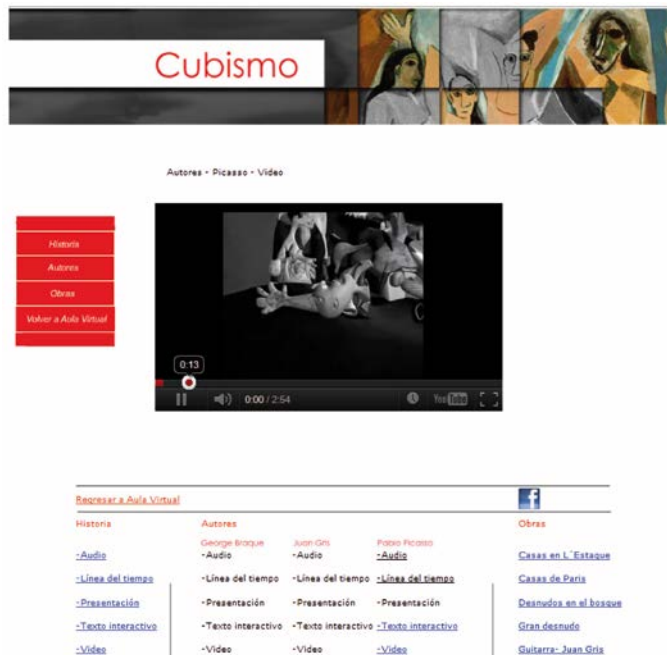 Cubismo
Autores - Picasso - Video
Historia
Autores
Obras
Volver a Aula Virtual
0:13
0:00 / 2:54
YouTube
Regresar a Aula Virtual
f
Historia
Autores
Obras
George Braque
Juan Gris
Pablo Picasso
-Audio
-Audio
-Audio
-Audio
Casas en L´Estaque
-Línea del tiempo
-Línea del tiempo
-Línea del tiempo
-Línea del tiempo
Casas de Paris
-Presentación
-Presentación
-Presentación
-Presentación
Desnudos en el bosque
-Texto interactivo
-Texto interactivo
-Texto interactivo
-Texto interactivo
Gran desnudo
-Video
-Video
-Video
-Video
Guitarra- Juan Gris